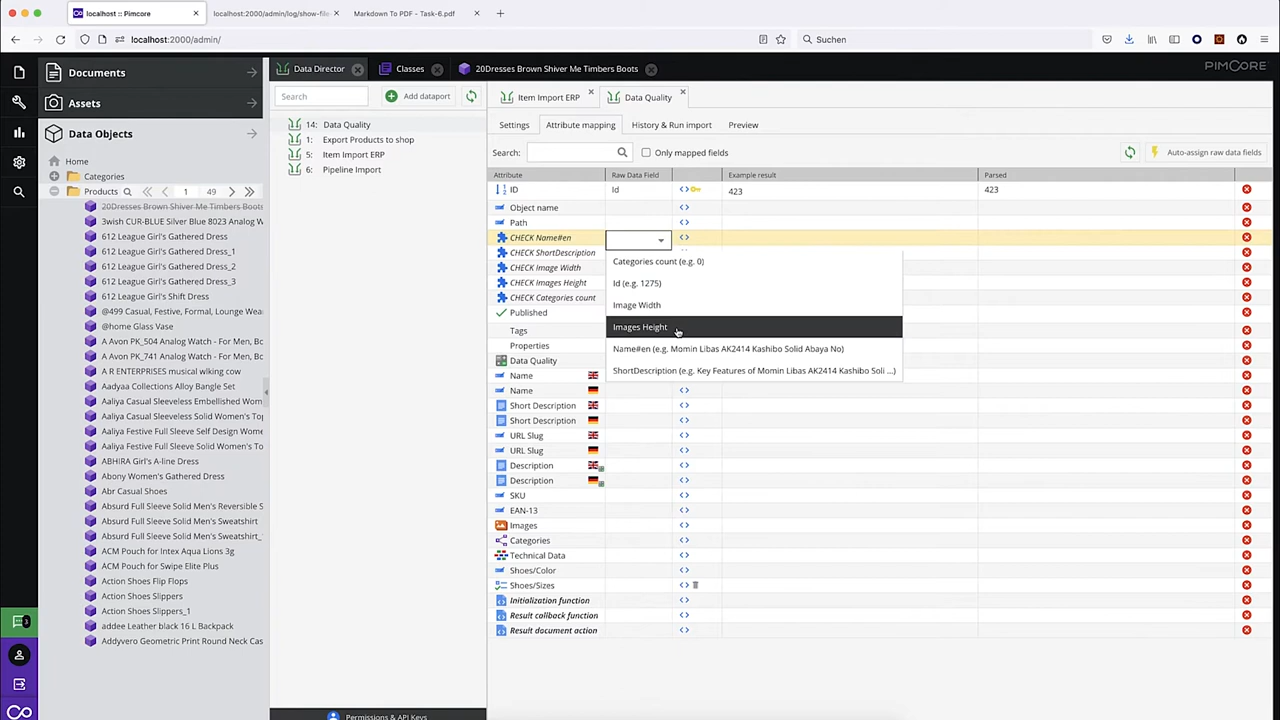 localhost :: Pimcore
localhost:2000/admin/log/show-file
Markdown To PDF - Task-6.pdf
localhost:2000/admin/
Suchen
Documents
Assets
Data Objects
Home
Categories
Products
1
49
20Dresses Brown Shiver Me Timbers Boots
3wish CUR-BLUE Silver Blue 8023 Analog W
612 League Girl's Gathered Dress
612 League Girl's Gathered Dress_1
612 League Girl's Gathered Dress_2
612 League Girl's Gathered Dress_3
612 League Girl's Shift Dress
@499 Casual, Festive, Formal, Lounge Wea
@home Glass Vase
A Avon PK_504 Analog Watch - For Men, Bo
A Avon PK_741 Analog Watch - For Men, Bo
A R ENTERPRISES musical wlking cow
Aadyaa Collections Alloy Bangle Set
Aaliya Casual Sleeveless Embellished Wom
Aaliya Casual Sleeveless Solid Women's Top
Aaliya Festive Full Sleeve Self Design Wome
Aaliya Festive Full Sleeve Solid Women's To
ABHIRA Girl's A-line Dress
Abony Women's Gathered Dress
Abr Casual Shoes
Absurd Full Sleeve Solid Men's Reversible S
Absurd Full Sleeve Solid Men's Sweatshirt
Absurd Full Sleeve Solid Men's Sweatshirt_
ACM Pouch for Intex Aqua Lions 3g
ACM Pouch for Swipe Elite Plus
Action Shoes Flip Flops
Action Shoes Slippers
Action Shoes Slippers_1
addee Leather black 16 L Backpack
Addyvero Geometric Print Round Neck Cas
Data Director
Classes
20Dresses Brown Shiver Me Timbers Boots
PIMCORE
Search
Add dataport
14: Data Quality
1: Export Products to shop
5: Item Import ERP
6: Pipeline Import
Permissions & API Keys
Item Import ERP
Data Quality
Settings
Attribute mapping
History & Run import
Preview
Search:
Only mapped fields
Auto-assign raw data fields
Attribute
Raw Data Field
Example result
Parsed
ID
Id
423
423
Object name
Path
CHECK Name#en
CHECK ShortDescription
CHECK Image Width
CHECK Images Height
CHECK Categories count
Published
Tags
Properties
Data Quality
Name
Name
Short Description
Short Description
URL Slug
URL Slug
Description
Description
SKU
EAN-13
Images
Categories
Technical Data
Shoes/Color
Shoes/Sizes
Initialization function
Result callback function
Result document action
Categories count (e.g. 0)
Id (e.g. 1275)
Image Width
Images Height
Name#en (e.g. Momin Libas AK2414 Kashibo Solid Abaya No)
ShortDescription (e.g. Key Features of Momin Libas AK2414 Kashibo Soli ...)